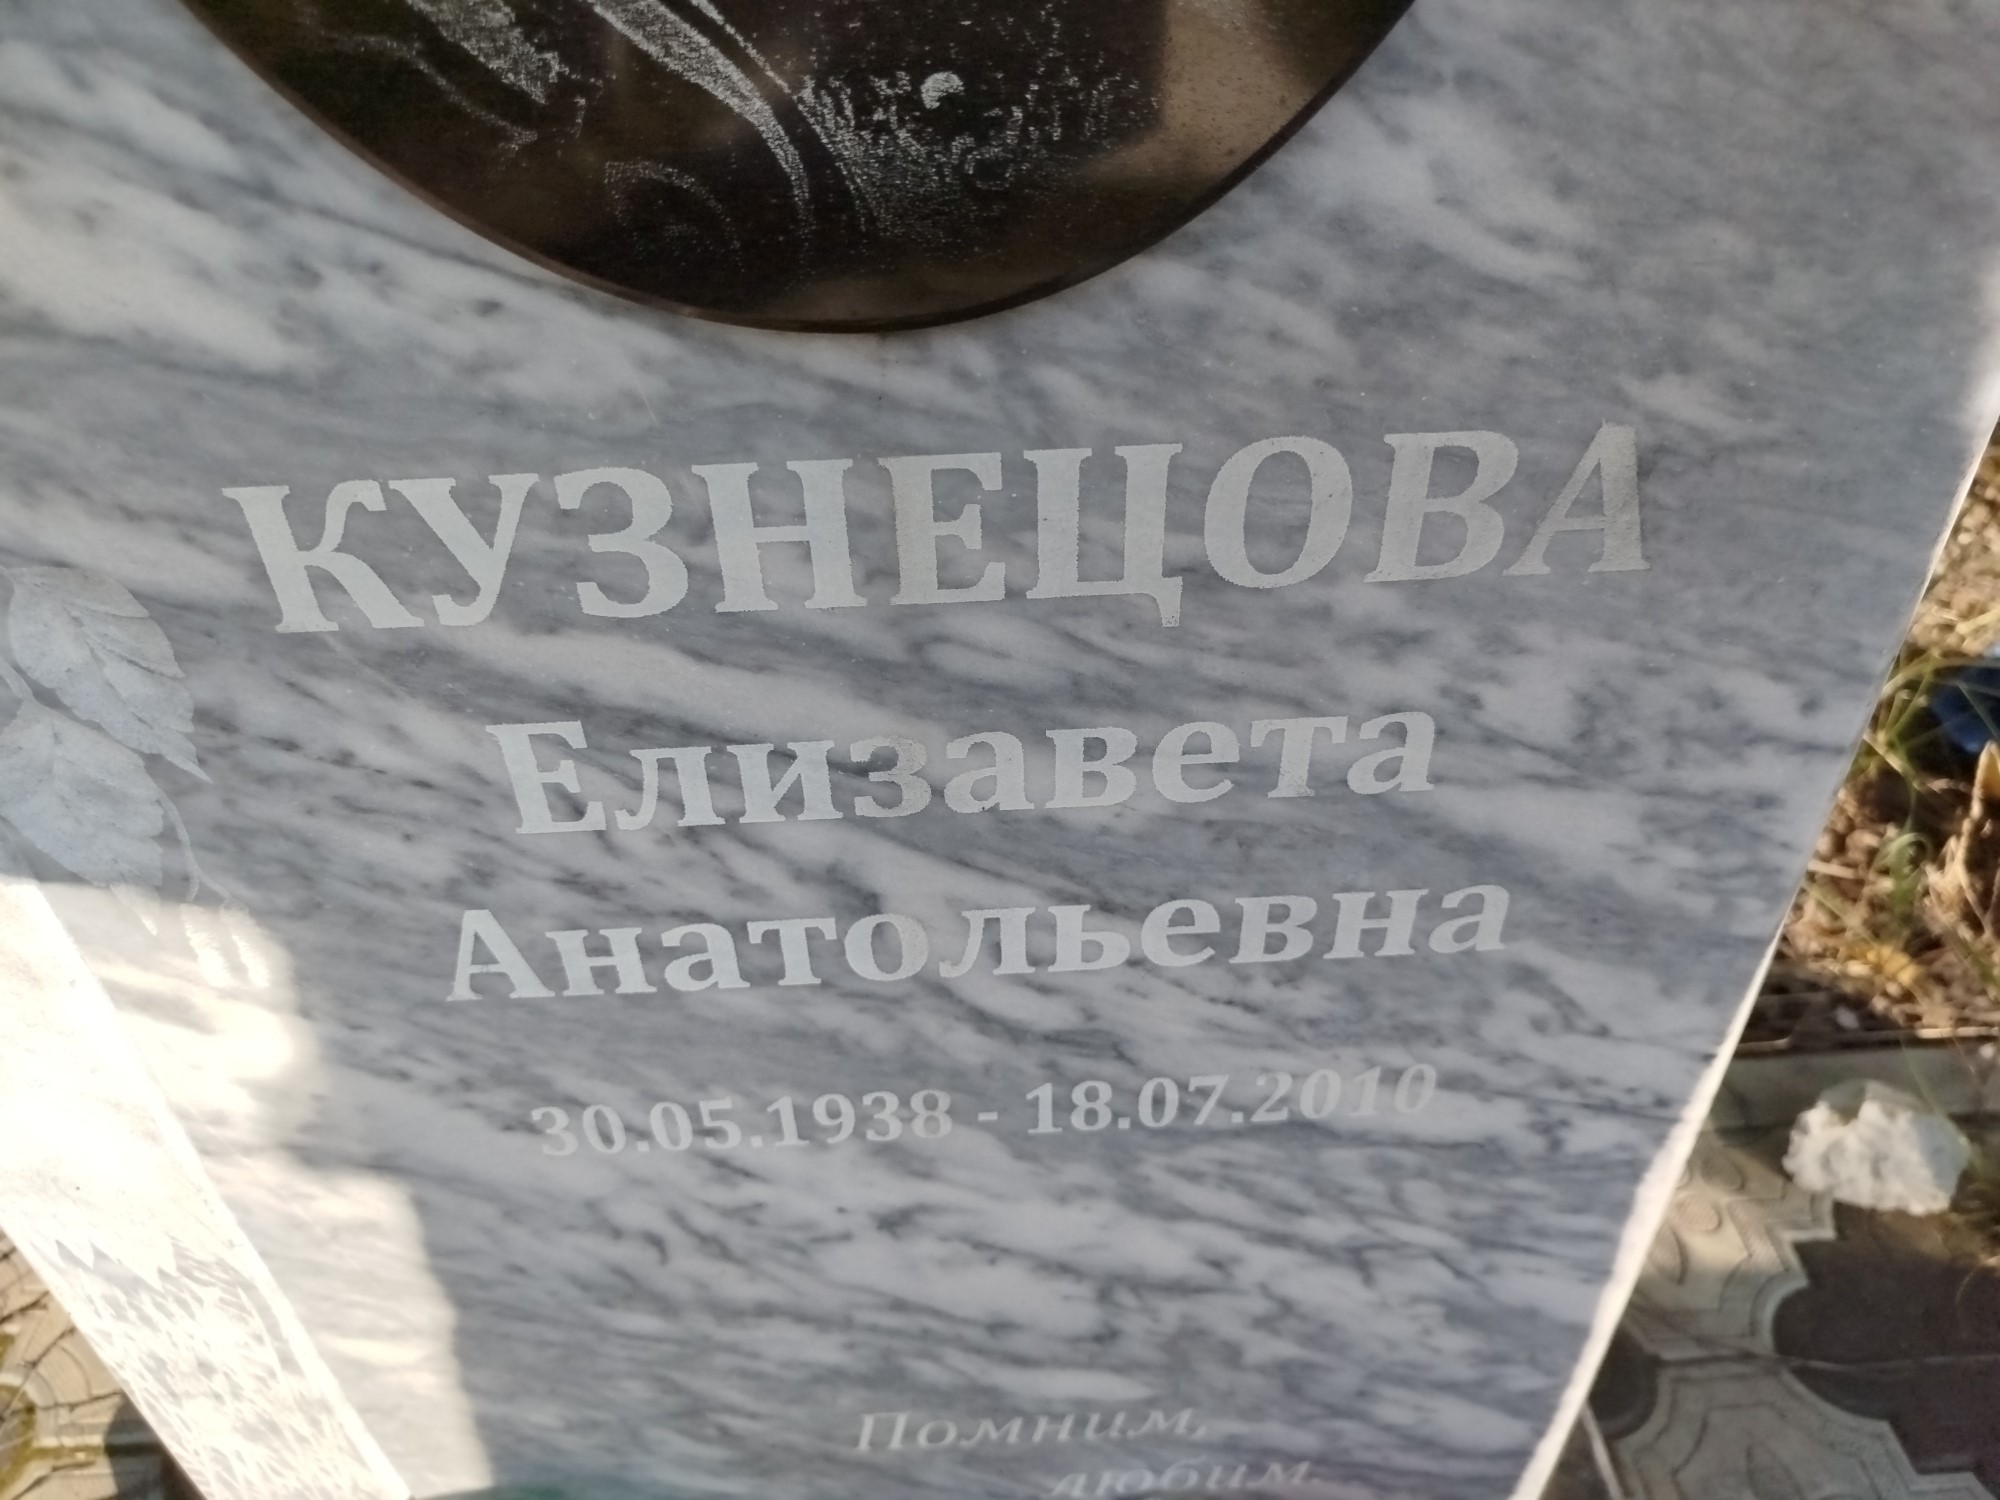 КУЗНЕЦОВА
Елизавета
Анатольевна
30.05.1938 - 18.07.2010
Помним,
любим.